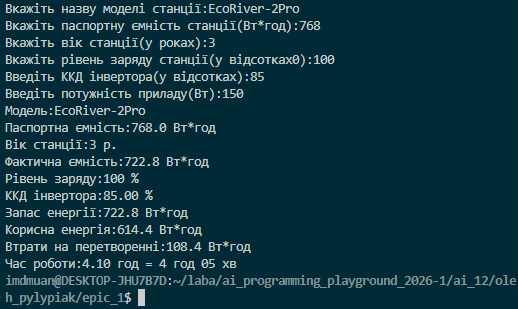 Вкажіть назву моделі станції:EcoRiver-2Pro
Вкажіть паспортну ємність станції(Вт*год):768
Вкажіть вік станції(у роках):3
Вкажіть рівень заряду станції(у відсотках0):100
Введіть ККД інвертора(у відсотках):85
Введіть потужність приладу(Вт):150
Модель:EcoRiver-2Pro
Паспортна ємність:768.0 Вт*год
Вік станції:3 р.
Фактична ємність:722.8 Вт*год
Рівень заряду:100 %
ККД інвертора:85.00 %
Запас енергії:722.8 Вт*год
Корисна енергія:614.4 Вт*год
Втрати на перетворенні:108.4 Вт*год
Час роботи:4.10 год = 4 год 05 хв
imdmuan@DESKTOP-JHU7B7D:~/laba/ai_programming_playground_2026-1/ai_12/ole
h_pylypiak/epic_1$